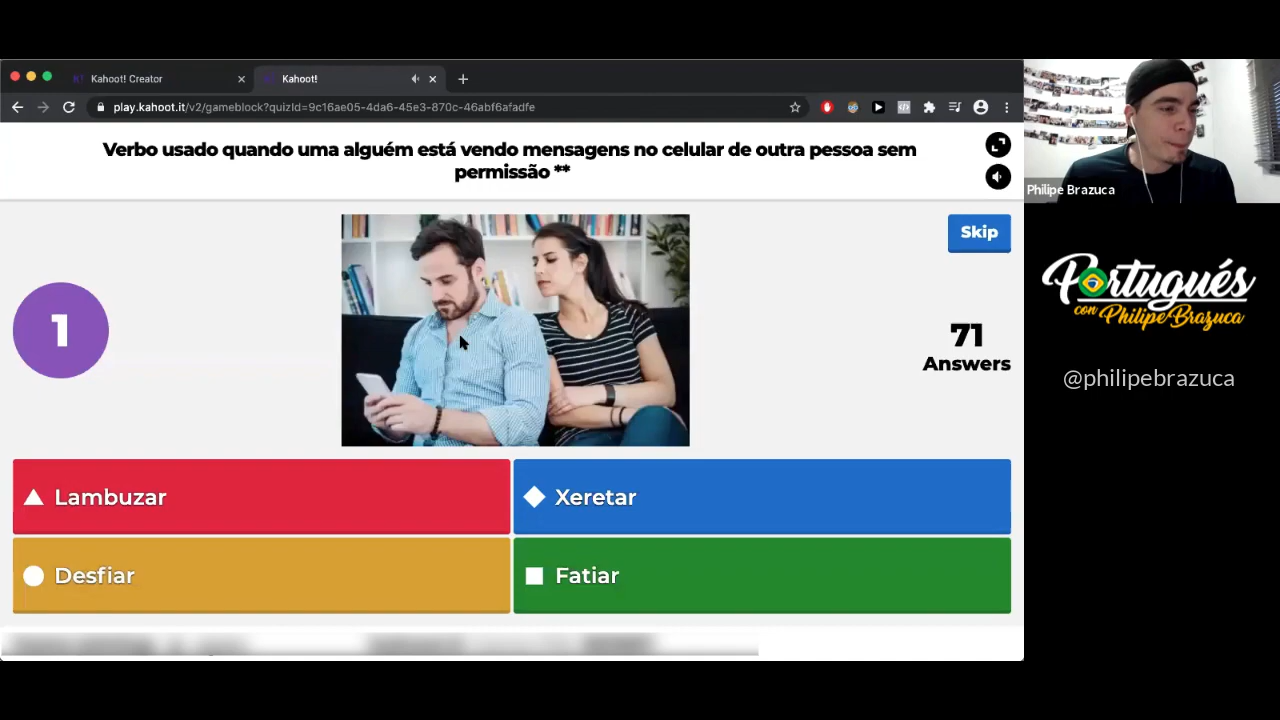 Kahoot! Creator
Kahoot!
play.kahoot.it/v2/gameblock?quizId=9c16ae05-4da6-45e3-870c-46abf6afadfe
Verbo usado quando uma alguém está vendo mensagens no celular de outra pessoa sem
permissão **
Skip
1
71
Answers
Lambuzar
Xeretar
Desfiar
Fatiar
Philipe Brazuca
Portugués
con Philipe Brazuca
@philipebrazuca